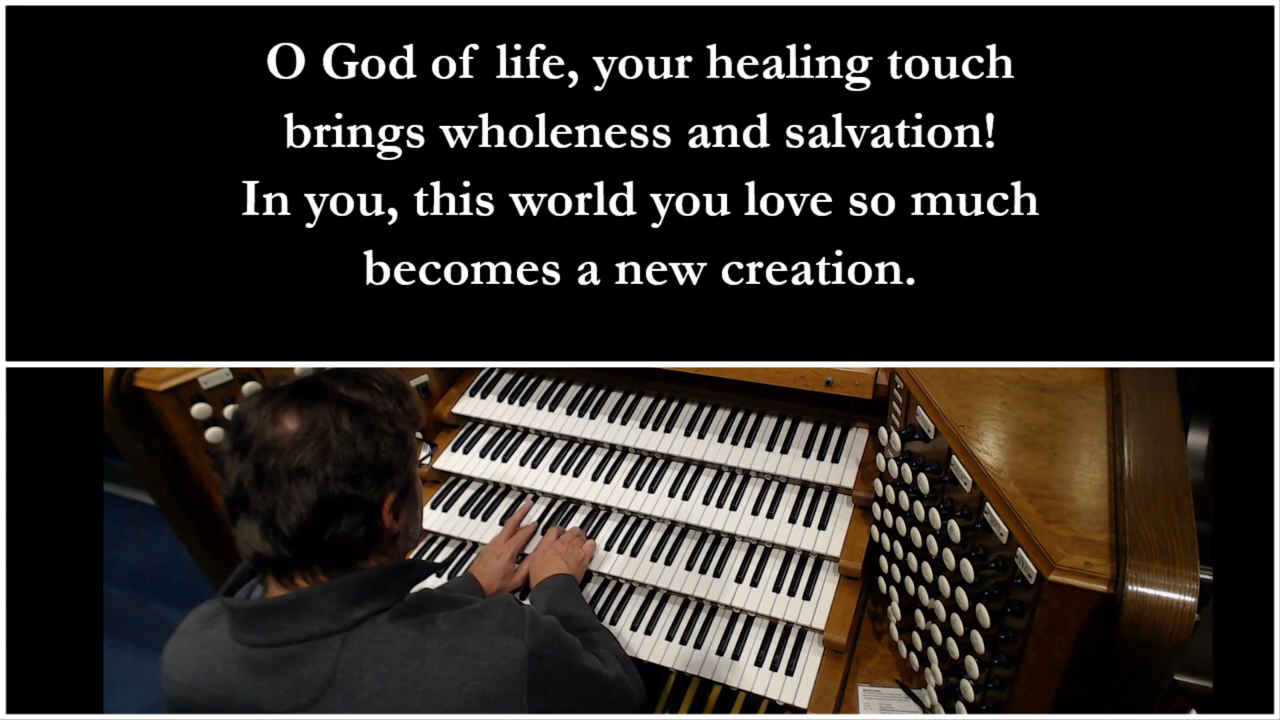 O God of life, your healing touch
brings wholeness and salvation!
In you, this world you love so much
becomes a new creation.